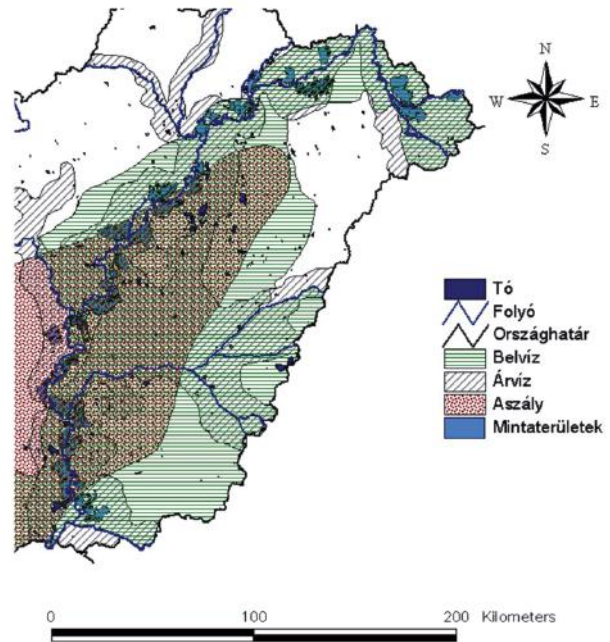 N
W E
S
Tó
Folyó
Országhatár
Belvíz
Árvíz
Aszály
Mintaterületek
0 100 200 Kilometers